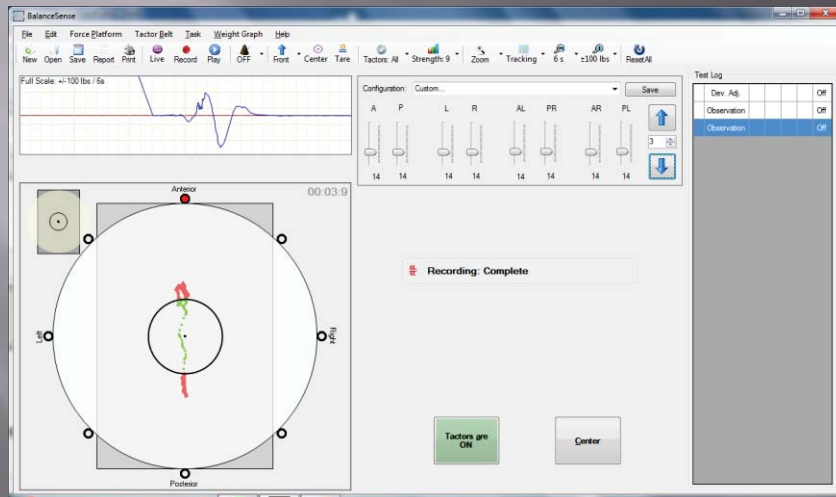 BalanceSense
File Edit Force Platform Tactor Belt Task Weight Graph Help
New Open Save Report Print Live Record Play OFF Front Center Tare Tactors: All Strength: 9 Zoom Tracking 6 s ±100 lbs Reset All
Full Scale: +/-100 lbs / 6s
Configuration: Custom... Save
A P L R AL PR AR PL
3
14 14 14 14 14 14 14 14
Test Log
Dev. Adj. Off
Observation Off
Observation Off
00:03:9
Anterior
Left
Right
Posterior
Recording: Complete
Tactors are
ON
Center